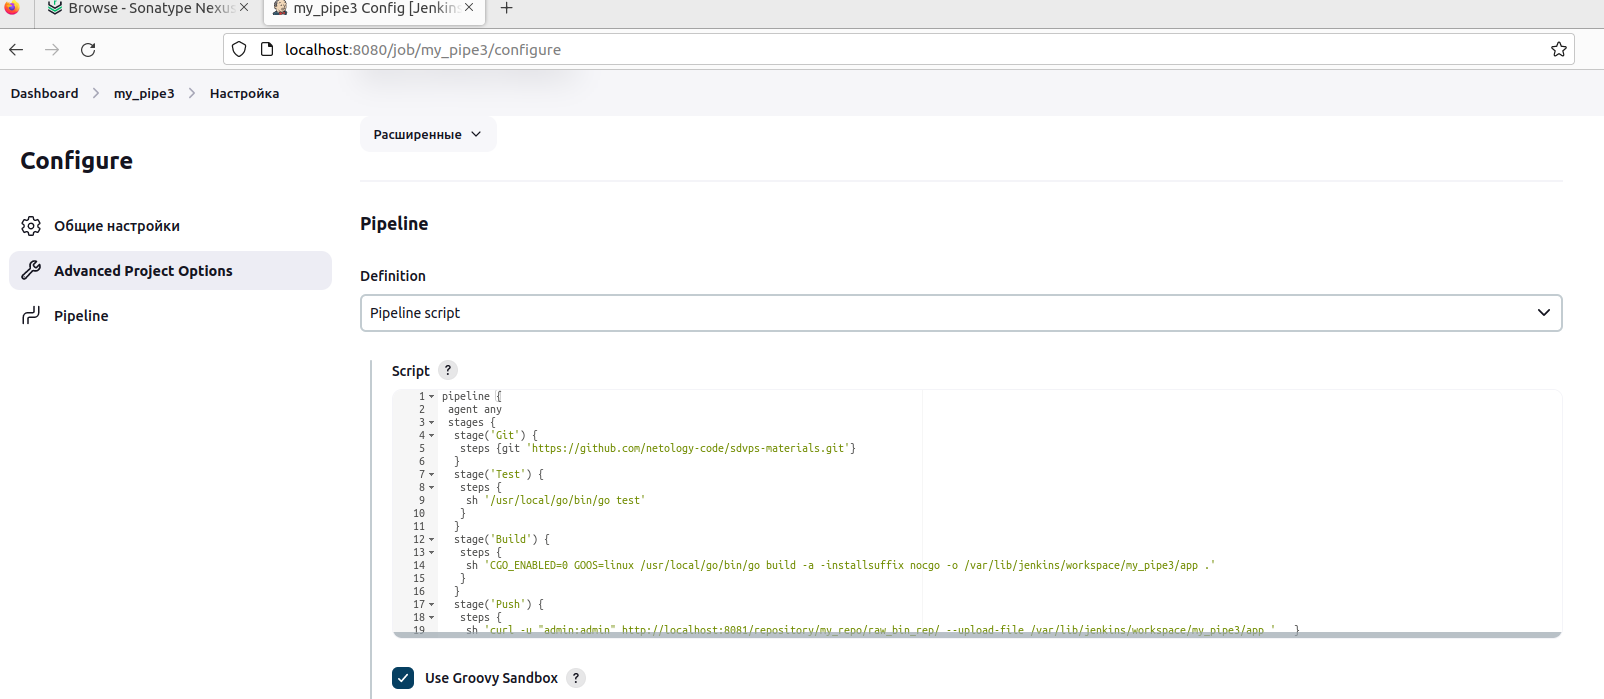 Browse - Sonatype Nexus
my_pipe3 Config [Jenkins
localhost:8080/job/my_pipe3/configure
Dashboard my_pipe3 Настройка
Расширенные
Configure
Общие настройки
Advanced Project Options
Pipeline
Pipeline
Definition
Pipeline script
Script ?
1 pipeline {
2 agent any
3 stages {
4 stage('Git') {
5 steps {git 'https://github.com/netology-code/sdvps-materials.git'}
6 }
7 stage('Test') {
8 steps {
9 sh '/usr/local/go/bin/go test'
10 }
11 }
12 stage('Build') {
13 steps {
14 sh 'CGO_ENABLED=0 GOOS=linux /usr/local/go/bin/go build -a -installsuffix nocgo -o /var/lib/jenkins/workspace/my_pipe3/app .'
15 }
16 }
17 stage('Push') {
18 steps {
19 sh 'curl -u "admin:admin" http://localhost:8081/repository/my_repo/raw_bin_rep/ --upload-file /var/lib/jenkins/workspace/my_pipe3/app ' }
Use Groovy Sandbox ?